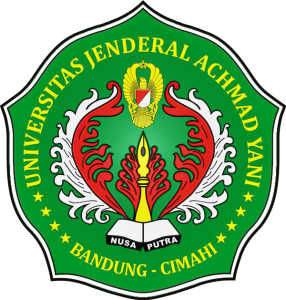 UNIVERSITAS JENDERAL ACHMAD YANI
NUSA PUTRA
BANDUNG - CIMAHI